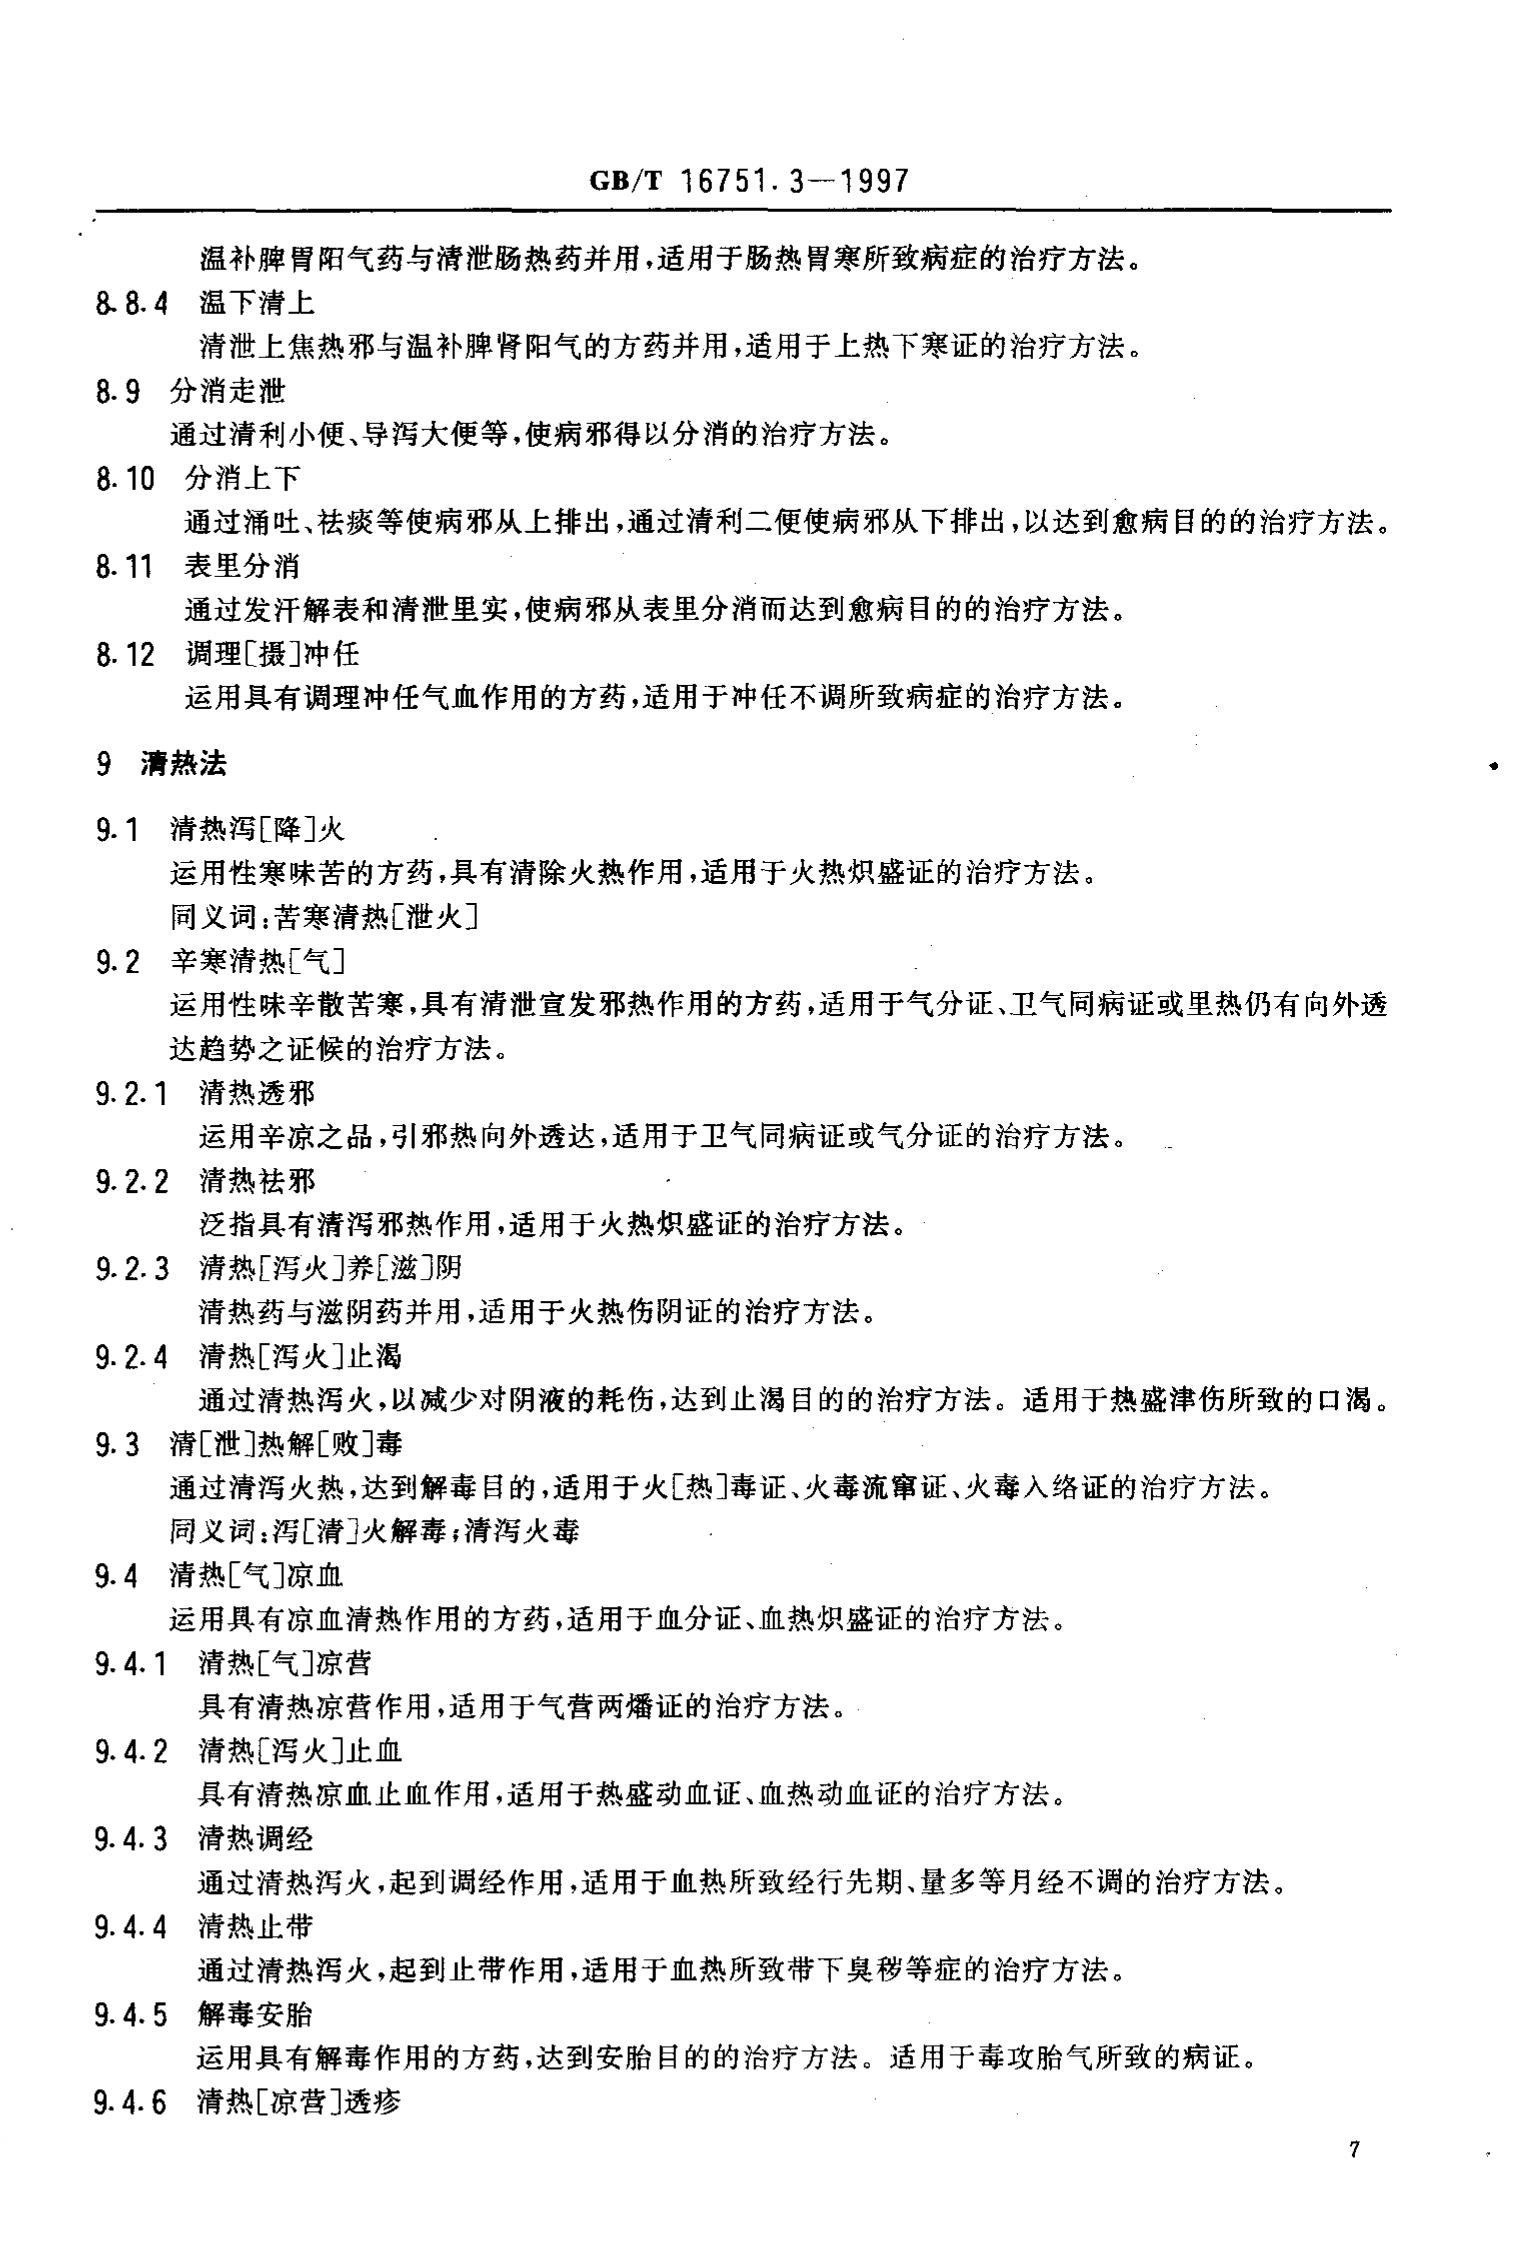 GB/T 16751.3—1997
温补脾胃阳气药与清泄肠热药并用,适用于肠热胃寒所致病症的治疗方法。
8.8.4 温下清上
清泄上焦热邪与温补脾肾阳气的方药并用,适用于上热下寒证的治疗方法。
8.9 分消走泄
通过清利小便、导泻大便等,使病邪得以分消的治疗方法。
8.10 分消上下
通过涌吐、祛痰等使病邪从上排出,通过清利二便使病邪从下排出,以达到愈病目的的治疗方法。
8.11 表里分消
通过发汗解表和清泄里实,使病邪从表里分消而达到愈病目的的治疗方法。
8.12 调理[摄]冲任
运用具有调理冲任气血作用的方药,适用于冲任不调所致病症的治疗方法。
9 清热法
9.1 清热泻[降]火
运用性寒味苦的方药,具有清除火热作用,适用于火热炽盛证的治疗方法。
同义词:苦寒清热[泄火]
9.2 辛寒清热[气]
运用性味辛散苦寒,具有清泄宣发邪热作用的方药,适用于气分证、卫气同病证或里热仍有向外透
达趋势之证候的治疗方法。
9.2.1 清热透邪
运用辛凉之品,引邪热向外透达,适用于卫气同病证或气分证的治疗方法。
9.2.2 清热祛邪
泛指具有清泻邪热作用,适用于火热炽盛证的治疗方法。
9.2.3 清热[泻火]养[滋]阴
清热药与滋阴药并用,适用于火热伤阴证的治疗方法。
9.2.4 清热[泻火]止渴
通过清热泻火,以减少对阴液的耗伤,达到止渴目的的治疗方法。适用于热盛津伤所致的口渴。
9.3 清[泄]热解[败]毒
通过清泻火热,达到解毒目的,适用于火[热]毒证、火毒流窜证、火毒入络证的治疗方法。
同义词:泻[清]火解毒;清泻火毒
9.4 清热[气]凉血
运用具有凉血清热作用的方药,适用于血分证、血热炽盛证的治疗方法。
9.4.1 清热[气]凉营
具有清热凉营作用,适用于气营两燔证的治疗方法。
9.4.2 清热[泻火]止血
具有清热凉血止血作用,适用于热盛动血证、血热动血证的治疗方法。
9.4.3 清热调经
通过清热泻火,起到调经作用,适用于血热所致经行先期、量多等月经不调的治疗方法。
9.4.4 清热止带
通过清热泻火,起到止带作用,适用于血热所致带下臭秽等症的治疗方法。
9.4.5 解毒安胎
运用具有解毒作用的方药,达到安胎目的的治疗方法。适用于毒攻胎气所致的病证。
9.4.6 清热[凉营]透疹
7